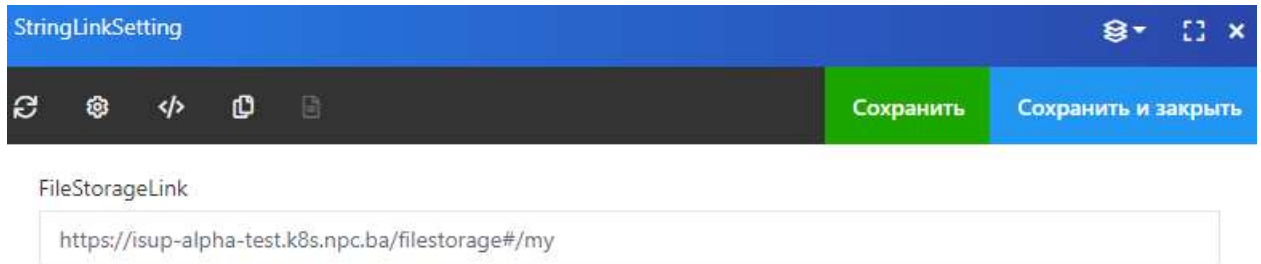 StringLinkSetting
Сохранить
Сохранить и закрыть
FileStorageLink
https://isup-alpha-test.k8s.npc.ba/filestorage#/my